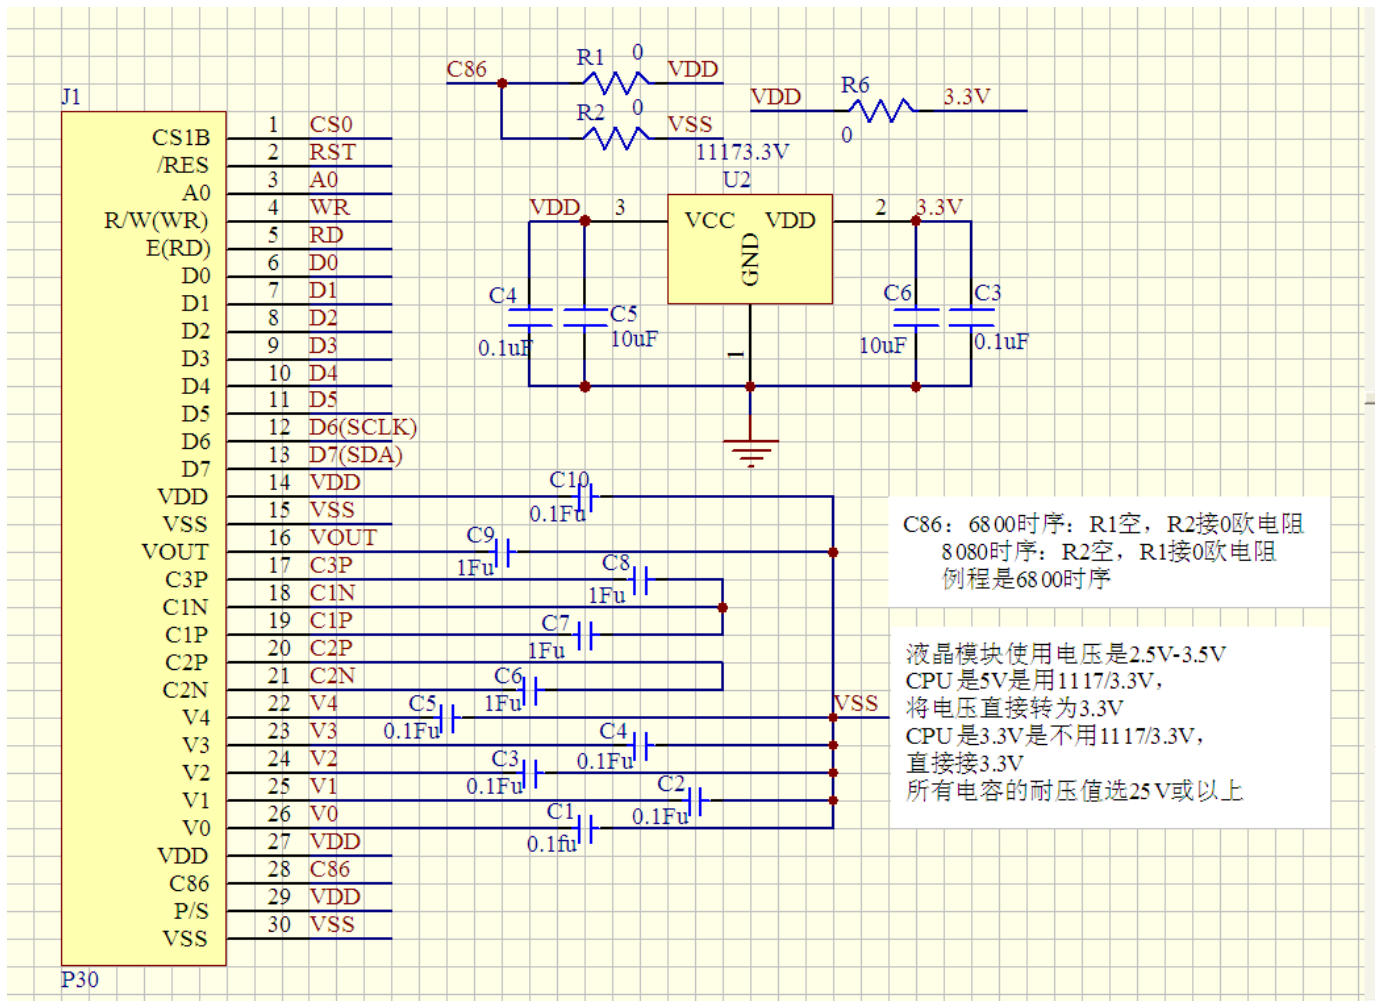 C86
R1
0
VDD
R2
0
VSS
VDD
R6
0
3.3V
J1
CS1B 1 CS0
/RES 2 RST
A0 3 A0
R/W(WR) 4 WR
E(RD) 5 RD
D0 6 D0
D1 7 D1
D2 8 D2
D3 9 D3
D4 10 D4
D5 11 D5
D6 12 D6(SCLK)
D7 13 D7(SDA)
VDD 14 VDD
VSS 15 VSS
VOUT 16 VOUT
C3P 17 C3P
C1N 18 C1N
C1P 19 C1P
C2P 20 C2P
C2N 21 C2N
V4 22 V4
V3 23 V3
V2 24 V2
V1 25 V1
V0 26 V0
VDD 27 VDD
C86 28 C86
P/S 29 VDD
VSS 30 VSS
P30
11173.3V
U2
VDD 3 VCC VDD 2 3.3V
GND
1
C4
0.1uF
C5
10uF
C6
10uF
C3
0.1uF
C10
0.1Fu
C9
1Fu
C8
1Fu
C7
1Fu
C6
1Fu
C5
0.1Fu
VSS
C4
0.1Fu
C3
0.1Fu
C2
0.1Fu
C1
0.1fu
C86：6800时序：R1空，R2接0欧电阻
8080时序：R2空，R1接0欧电阻
例程是6800时序
液晶模块使用电压是2.5V-3.5V
CPU是5V是用1117/3.3V，
将电压直接转为3.3V
CPU是3.3V是不用1117/3.3V，
直接接3.3V
所有电容的耐压值选25V或以上